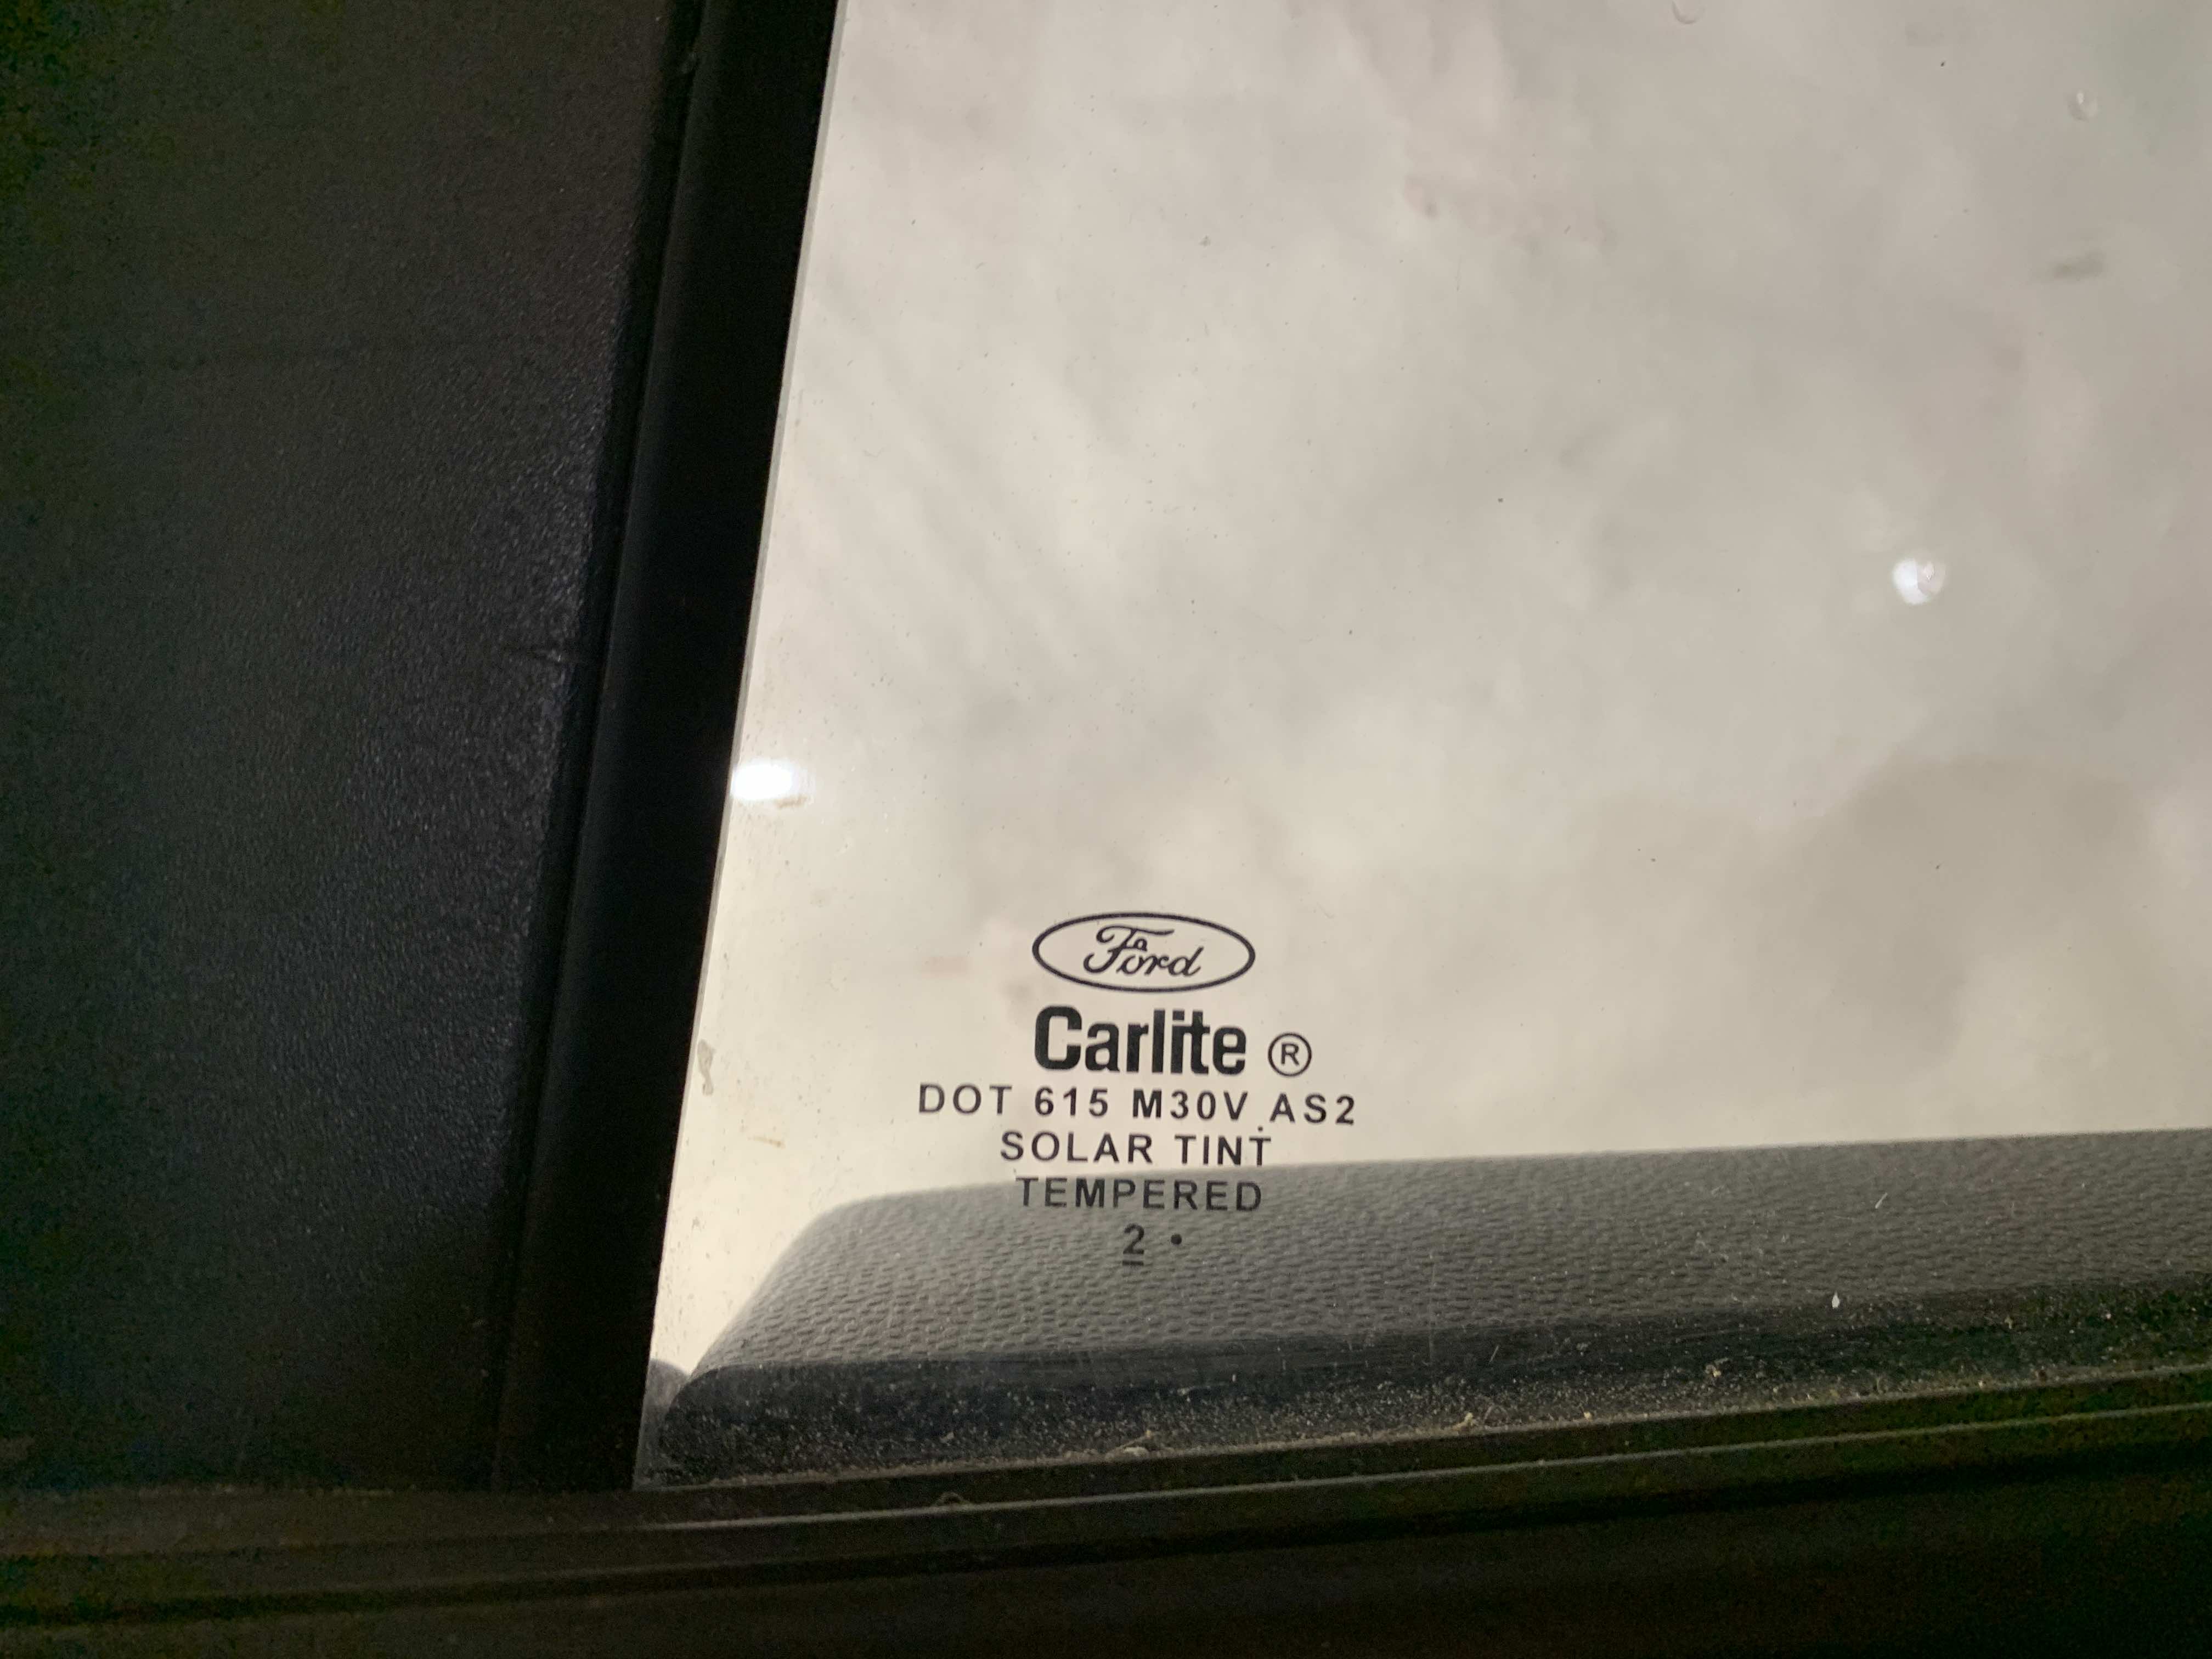 Ford
Carlite ®
DOT 615 M30V AS2
SOLAR TINT
TEMPERED
2 •